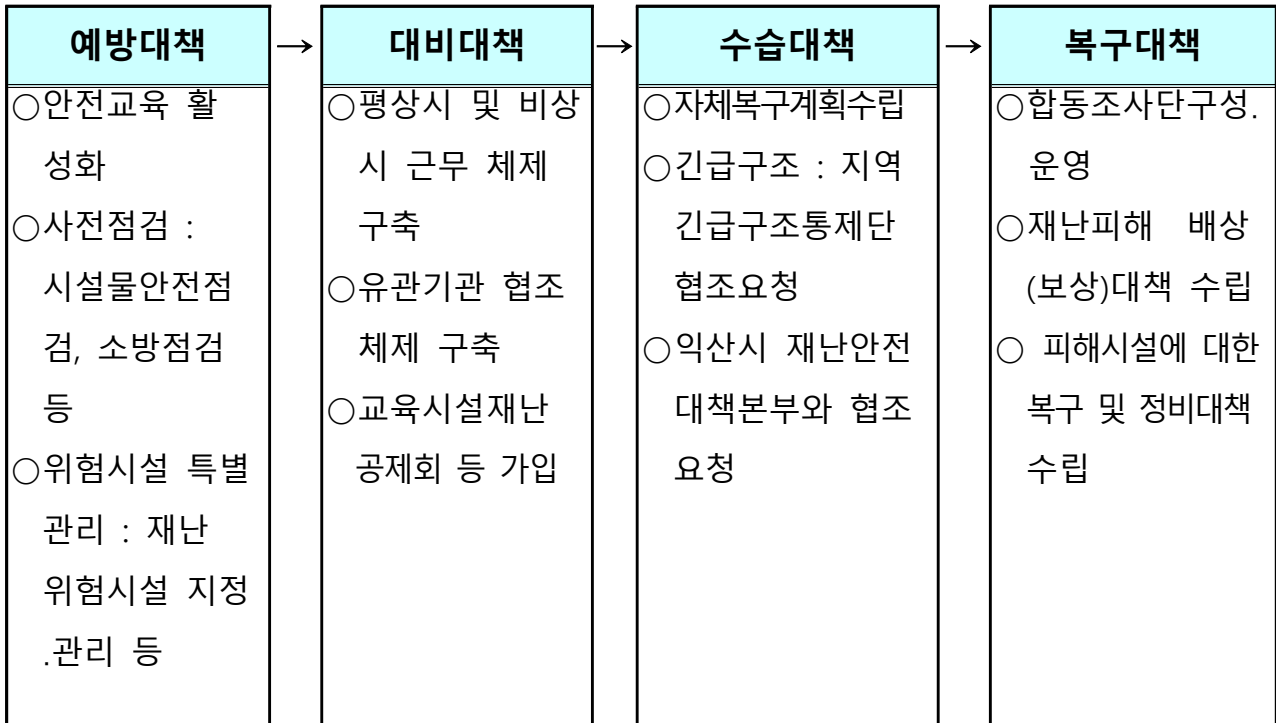 예방대책
→
대비대책
→
수습대책
→
복구대책
○안전교육 활
성화
○사전점검 :
시설물안전점
검, 소방점검
등
○위험시설 특별
관리 : 재난
위험시설 지정
.관리 등
○평상시 및 비상
시 근무 체제
구축
○유관기관 협조
체제 구축
○교육시설재난
공제회 등 가입
○자체복구계획수립
○긴급구조 : 지역
긴급구조통제단
협조요청
○익산시 재난안전
대책본부와 협조
요청
○합동조사단구성.
운영
○재난피해 배상
(보상)대책 수립
○ 피해시설에 대한
복구 및 정비대책
수립